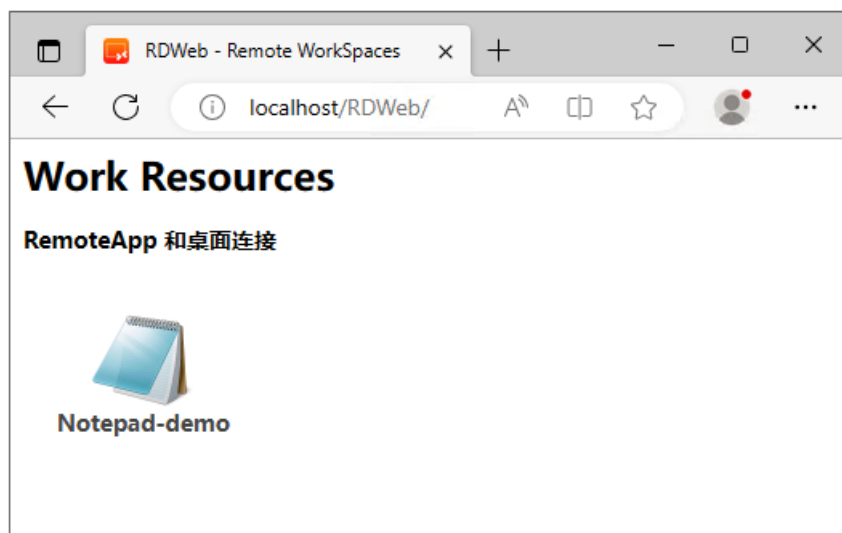 RDWeb - Remote WorkSpaces
localhost/RDWeb/
Work Resources
RemoteApp 和桌面连接
Notepad-demo